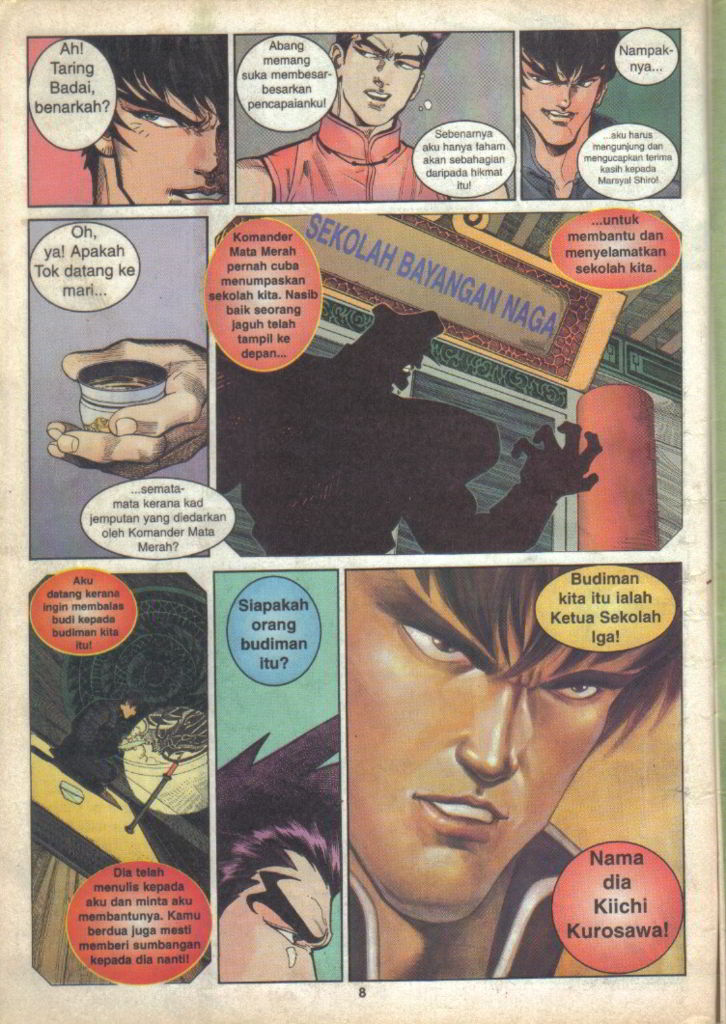 Ah!
Taring
Badai,
benarkah?
Abang
memang
suka membesar-
besarkan
pencapaianku!
Sebenarnya
aku hanya faham
akan sebahagian
daripada hikmat
itu!
Nampak-
nya...
...aku harus
mengunjung dan
mengucapkan terima
kasih kepada
Marsyal Shiro!
Oh,
ya! Apakah
Tok datang ke
mari...
...semata-
mata kerana kad
jemputan yang diedarkan
oleh Komander Mata
Merah?
Komander
Mata Merah
pernah cuba
menumpaskan
sekolah kita. Nasib
baik seorang
jaguh telah
tampil ke
depan...
SEKOLAH BAYANGAN NAGA
...untuk
membantu dan
menyelamatkan
sekolah kita.
Aku
datang kerana
ingin membalas
budi kepada
budiman kita
itu!
Dia telah
menulis kepada
aku dan minta aku
membantunya. Kamu
berdua juga mesti
memberi sumbangan
kepada dia nanti!
Siapakah
orang
budiman
itu?
Budiman
kita itu ialah
Ketua Sekolah
Iga!
Nama
dia
Kiichi
Kurosawa!
8